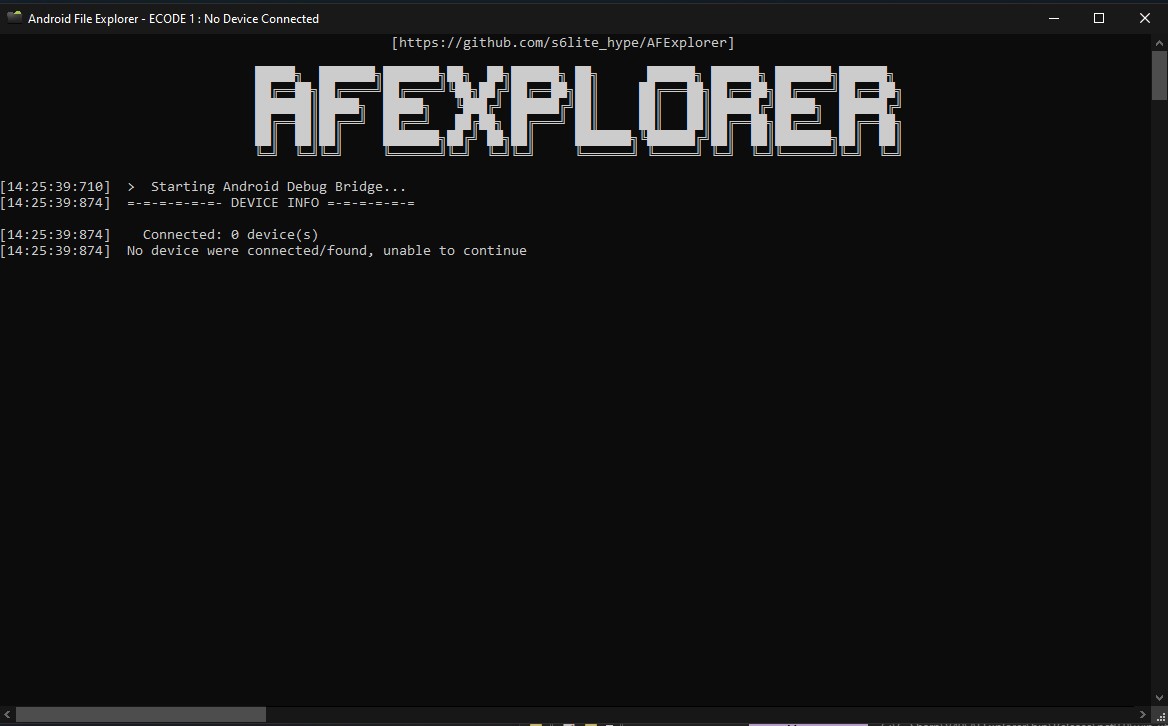 Android File Explorer - ECODE 1 : No Device Connected
[https://github.com/s6lite_hype/AFExplorer]
AFEXPLORER
[14:25:39:710]  >  Starting Android Debug Bridge...
[14:25:39:874]  =-=-=-=-=-=- DEVICE INFO =-=-=-=-=-=
[14:25:39:874]    Connected: 0 device(s)
[14:25:39:874]  No device were connected/found, unable to continue